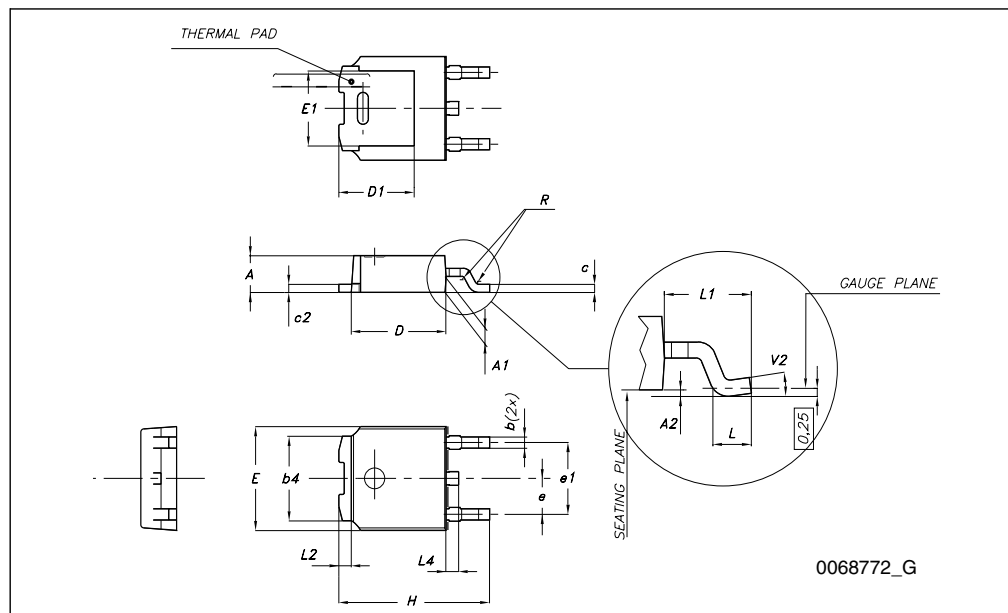 THERMAL PAD
E1
D1
R
A
c
c2
D
A1
L1
GAUGE PLANE
V2
A2
L
0,25
SEATING PLANE
b(2x)
E
b4
e
e1
L2
L4
H
0068772_G